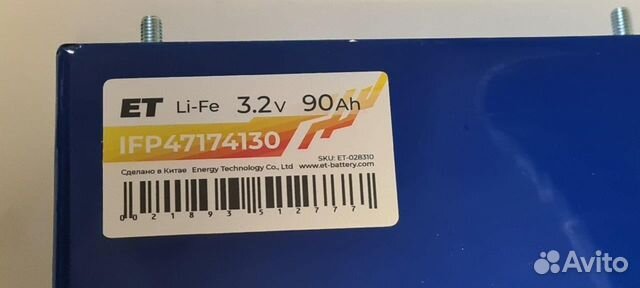 ET Li-Fe 3.2V 90Ah
IFP47174130
SKU: ET-028310
Сделано в Китае Energy Technology Co., Ltd www.et-battery.com
0 021893 512777
Avito